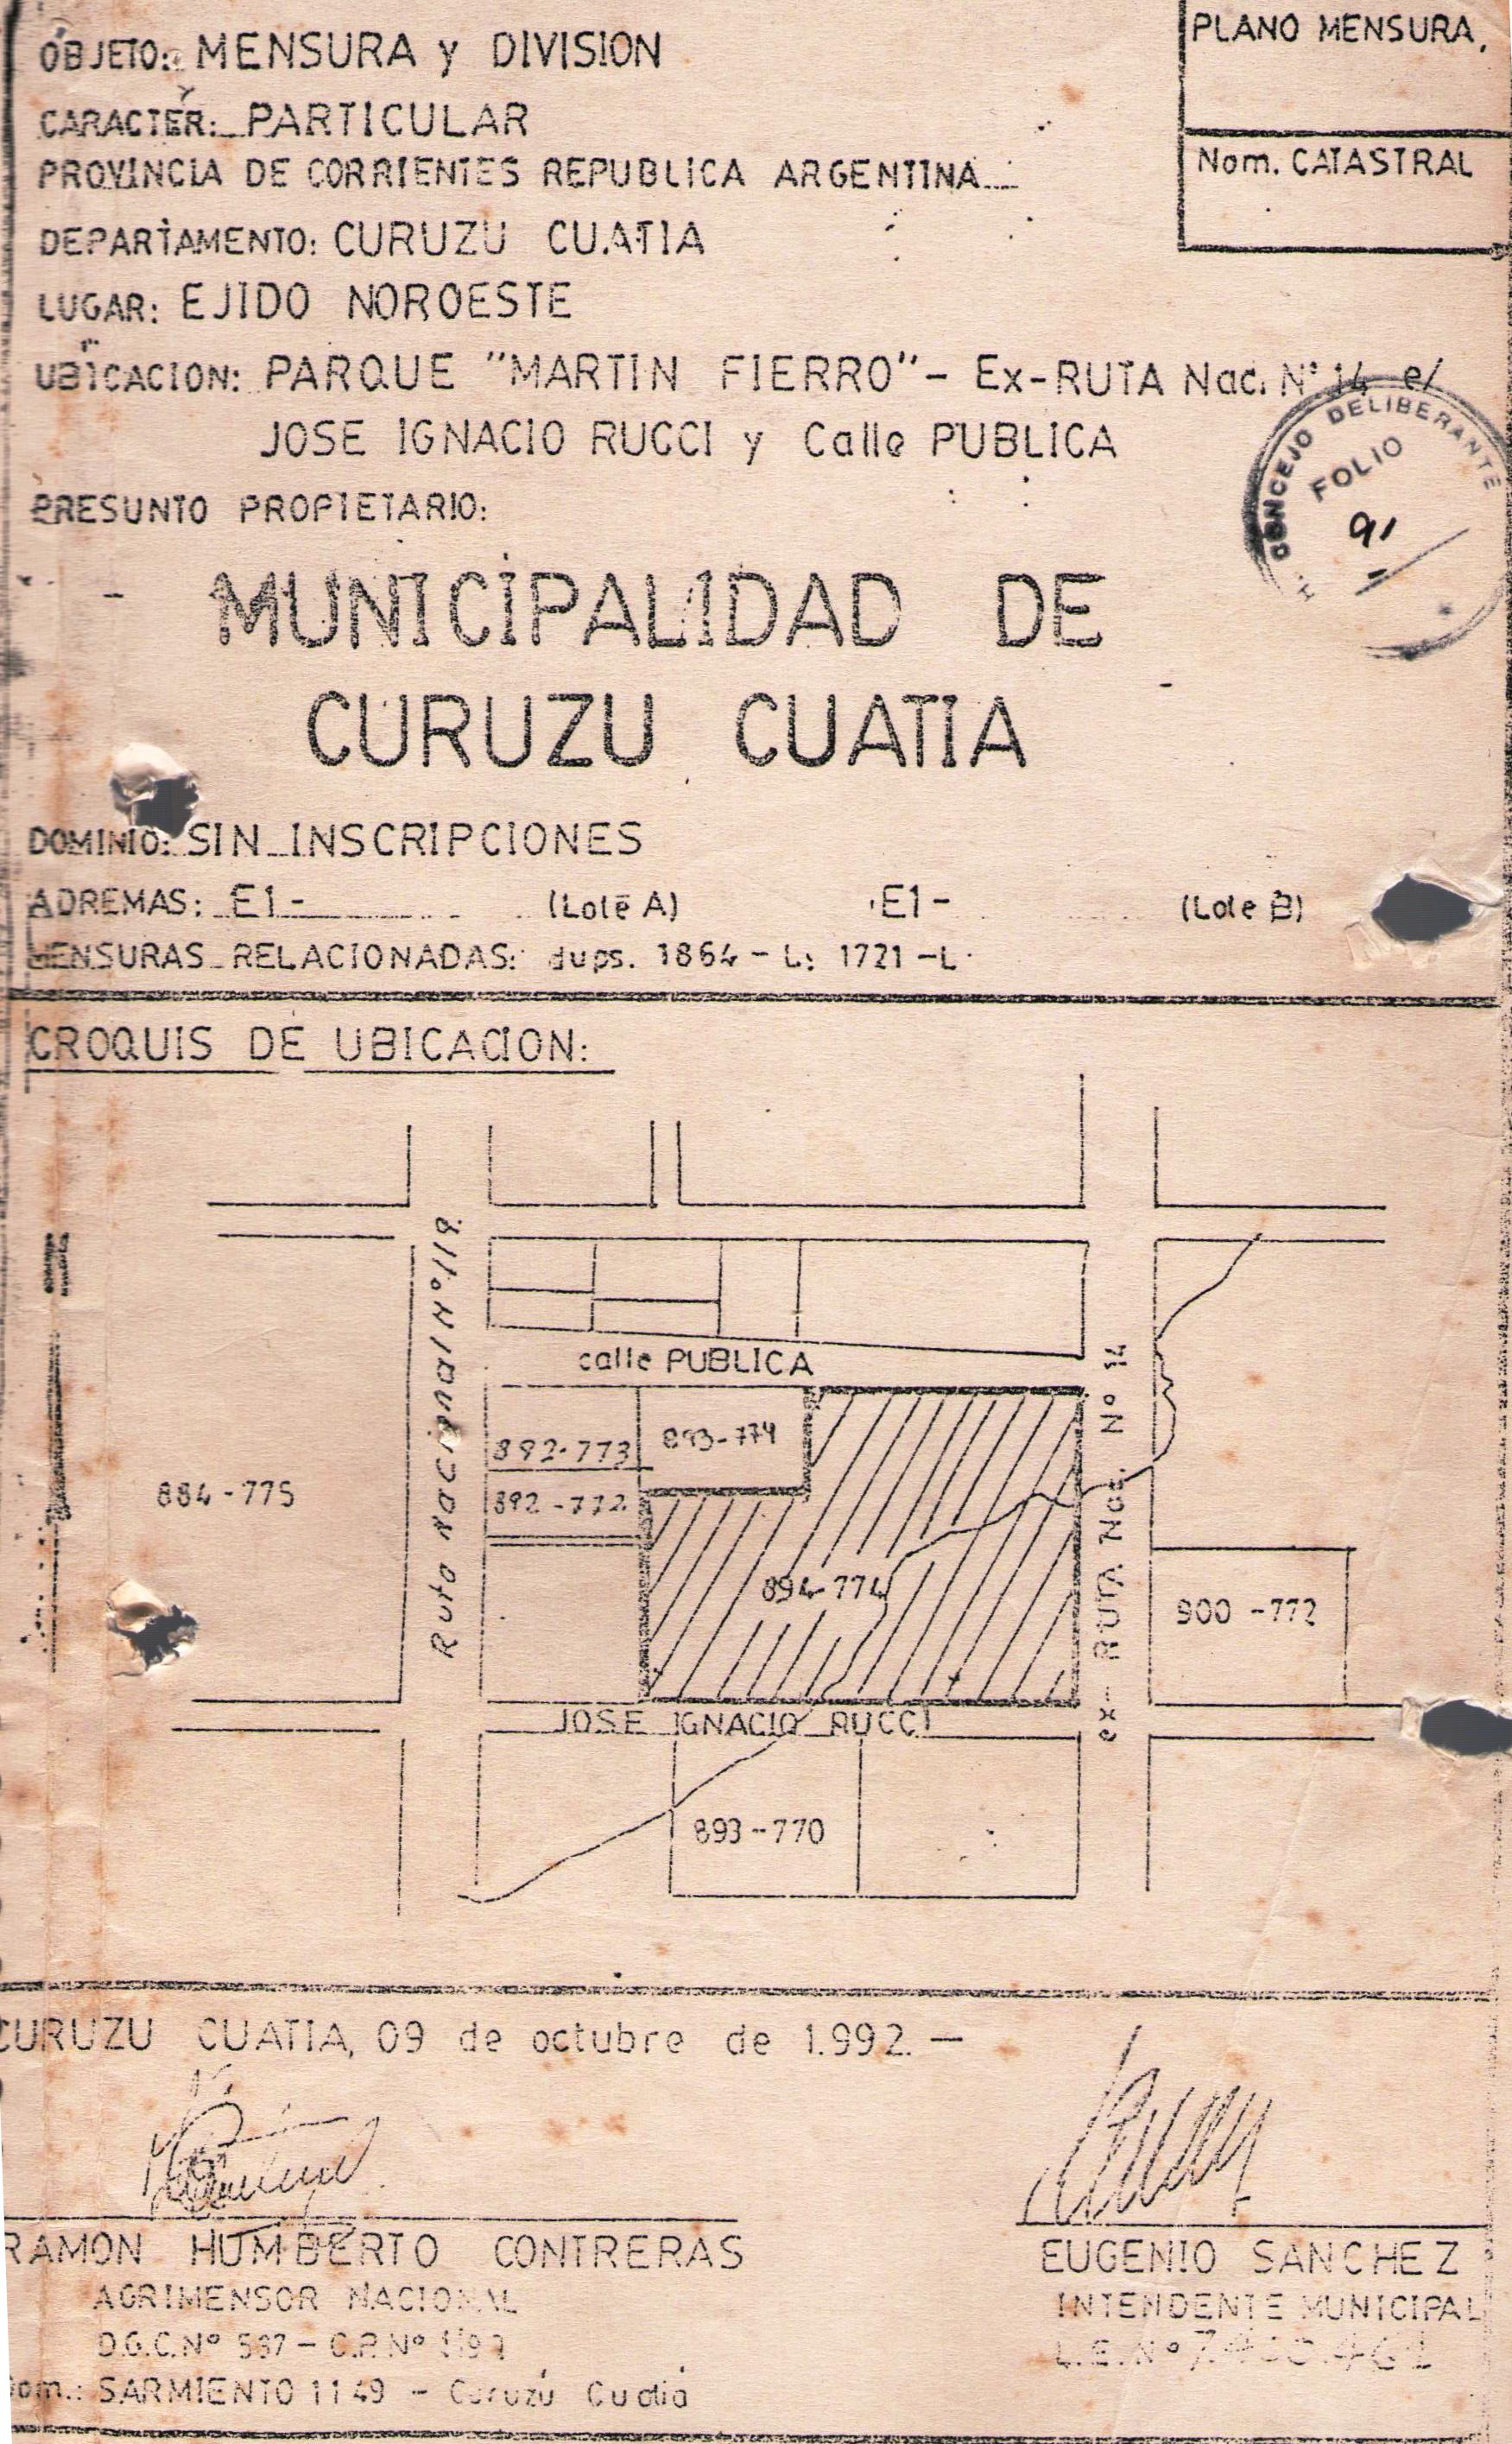 OBJETO: MENSURA y DIVISION
PLANO MENSURA,
CARACTER: PARTICULAR
PROVINCIA DE CORRIENTES REPUBLICA ARGENTINA
Nom. CATASTRAL
DEPARTAMENTO: CURUZU CUATIA
LUGAR: EJIDO NOROESTE
UBICACION: PARQUE "MARTIN FIERRO" - Ex-RUTA Nac. N° 14 e/
JOSE IGNACIO RUCCI y Calle PUBLICA
CONCEJO DELIBERANTE
FOLIO
91
PRESUNTO PROPIETARIO:
MUNICIPALIDAD DE
CURUZU CUATIA
DOMINIO: SIN INSCRIPCIONES
ADREMAS: E1- (Lote A) E1- (Lote B)
MENSURAS RELACIONADAS: dups. 1864-L; 1721-L
CROQUIS DE UBICACION:
Ruta Nacional N° 119
calle PUBLICA
ex- RUTA Nac. N° 14
892-773
893-774
884-775
892-772
894-774
900-772
JOSE IGNACIO RUCCI
893-770
CURUZU CUATIA, 09 de octubre de 1.992.-
RAMON HUMBERTO CONTRERAS
AGRIMENSOR NACIONAL
D.G.C. N° 537 - C.P. N°
Dom.: SARMIENTO 1149 - Curuzú Cuatiá
EUGENIO SANCHEZ
INTENDENTE MUNICIPAL
L.E. N°